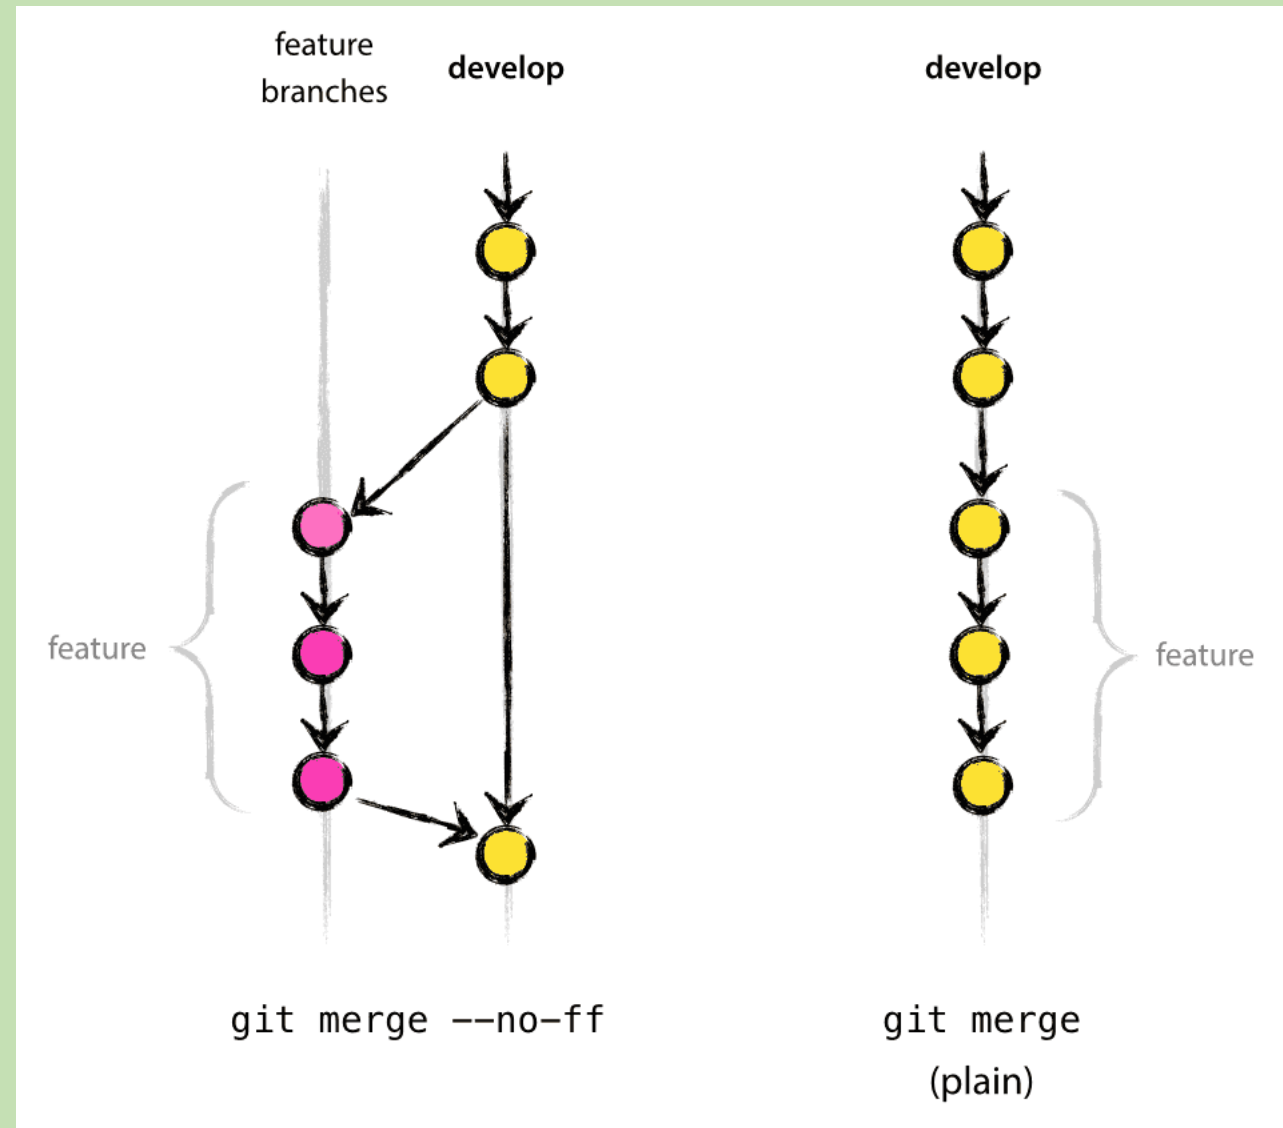 feature
branches
develop
develop
feature
feature
git merge --no-ff
git merge
(plain)